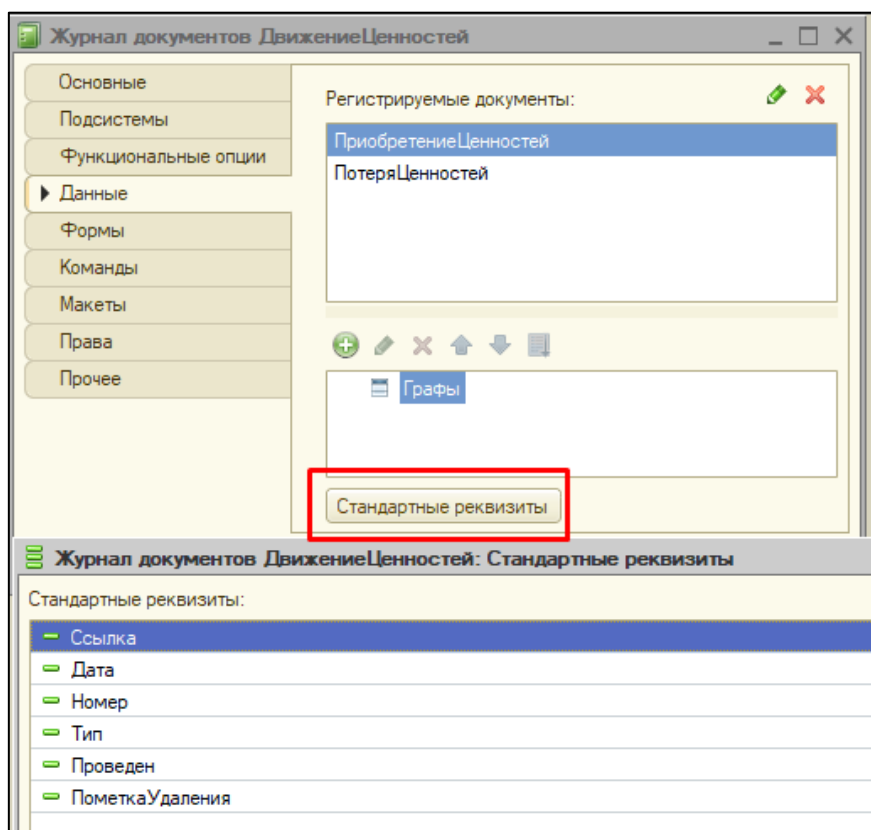 Журнал документов ДвижениеЦенностей
Основные
Подсистемы
Функциональные опции
Данные
Формы
Команды
Макеты
Права
Прочее
Регистрируемые документы:
ПриобретениеЦенностей
ПотеряЦенностей
Графы
Стандартные реквизиты
Журнал документов ДвижениеЦенностей: Стандартные реквизиты
Стандартные реквизиты:
Ссылка
Дата
Номер
Тип
Проведен
ПометкаУдаления